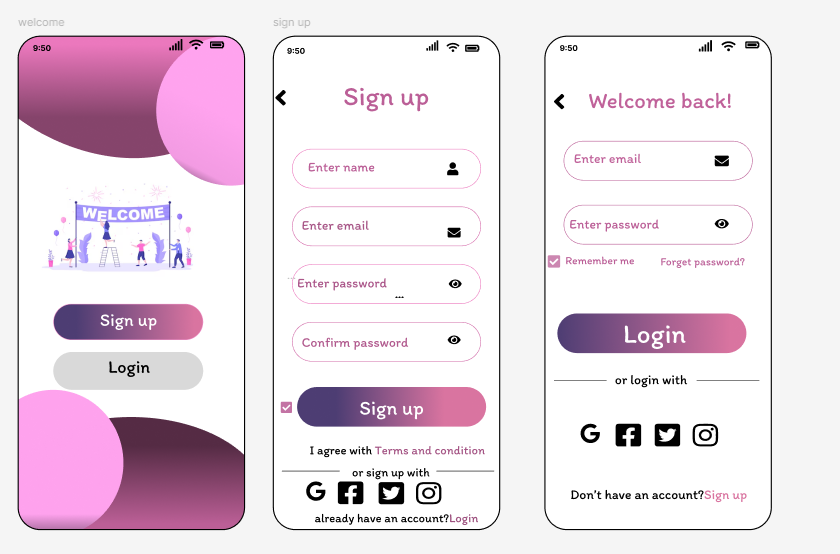 welcome
9:50
WELCOME
Sign up
Login
sign up
9:50
Sign up
Enter name
Enter email
Enter password
...
Confirm password
Sign up
I agree with Terms and condition
or sign up with
already have an account?Login
9:50
Welcome back!
Enter email
Enter password
Remember me
Forget password?
Login
or login with
Don't have an account?Sign up